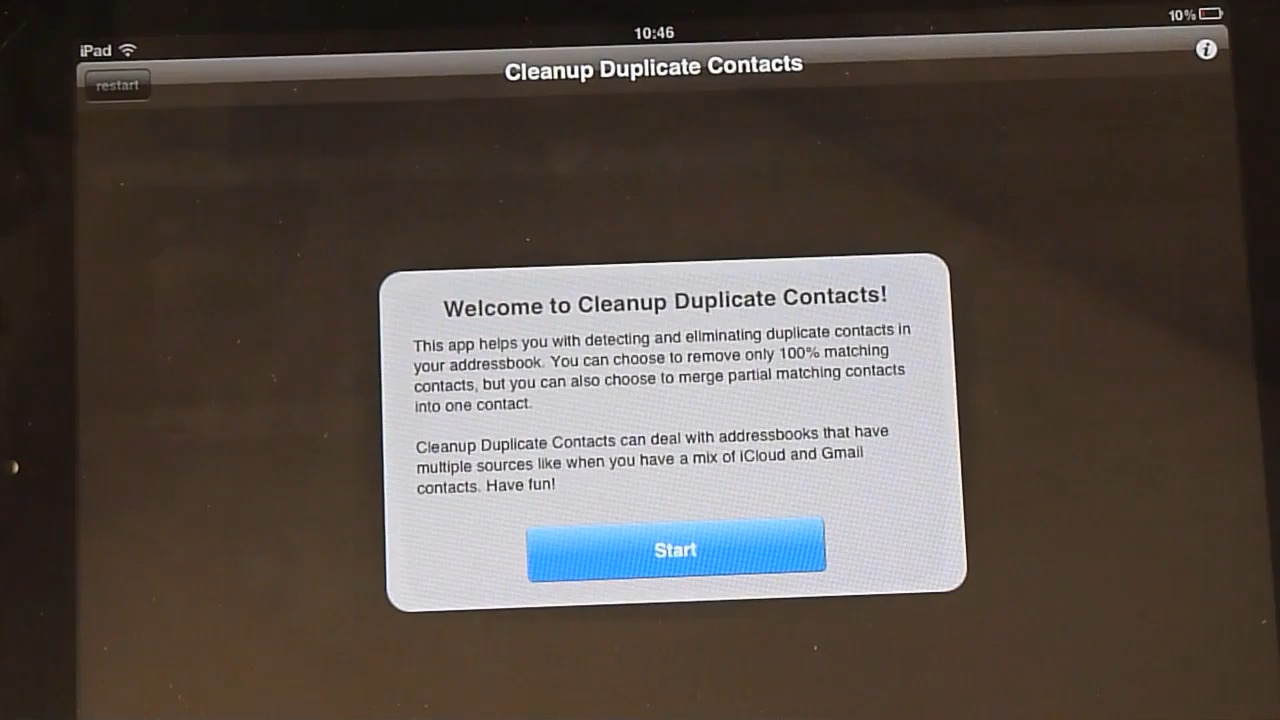 iPad 10:46 10%
restart Cleanup Duplicate Contacts i
Welcome to Cleanup Duplicate Contacts!
This app helps you with detecting and eliminating duplicate contacts in
your addressbook. You can choose to remove only 100% matching
contacts, but you can also choose to merge partial matching contacts
into one contact.
Cleanup Duplicate Contacts can deal with addressbooks that have
multiple sources like when you have a mix of iCloud and Gmail
contacts. Have fun!
Start